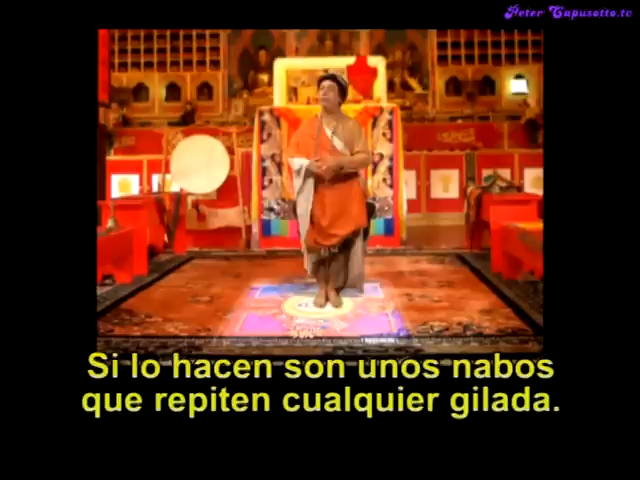 Peter Capusotto.tv
Si lo hacen son unos nabos
que repiten cualquier gilada.